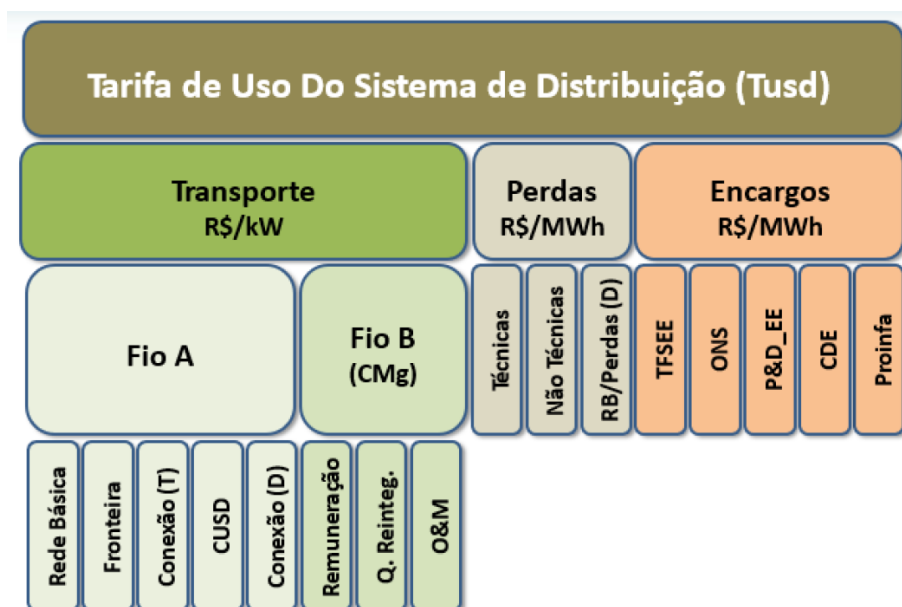 Tarifa de Uso Do Sistema de Distribuição (Tusd)
Transporte
R$/kW
Perdas
R$/MWh
Encargos
R$/MWh
Fio A
Fio B
(CMg)
Técnicas
Não Técnicas
RB/Perdas (D)
TFSEE
ONS
P&D_EE
CDE
Proinfa
Rede Básica
Fronteira
Conexão (T)
CUSD
Conexão (D)
Remuneração
Q. Reinteg.
O&M